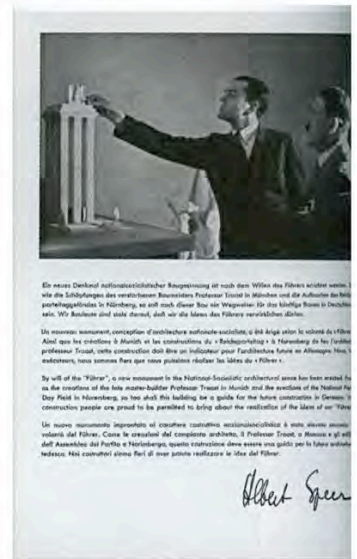 Ein neues Denkmal nationalsozialistischer Baugesinnung ist nach dem Willen des Führers errichtet worden.
wie die Schöpfungen des verstorbenen Baumeisters Professor Troost in München und die Aufbauten des
parteitaggeländes in Nürnberg, so soll auch dieser Bau ein Wegweiser für das künftige Bauen in
sein. Wir Bauleute sind stolz darauf, daß wir die Ideen des Führers verwirklichen dürfen.
Un nouveau monument, conception d'architecture nationale-socialiste, a été érigé selon la volonté du
Ainsi que les créations à Munich et les constructions du « Reichsparteitag » à Nuremberg de feu
professeur Troost, cette construction doit être un indicateur pour l'architecture future en Allemagne.
exécuteurs, nous sommes fiers que nous puissions réaliser les idées du « Führer ».
By will of the "Führer", a new monument in the National-Socialistic architectural sense has been erected
as the creations of the late master-builder Professor Troost in Munich and the erections of the National
Day Field in Nuremberg, so too shall this building be a guide for the future construction in Germany.
construction people are proud to be permitted to bring about the realization of the ideas of our
Un nuovo monumento improntato al carattere costruttivo nazionalsocialistico è stato elevato
volontà del Führer. Come le creazioni del compianto architetto, il Professor Troost, a Monaco e gli
dell'Assemblea del Partito a Norimberga, questa costruzione deve essere una guida per la futura
tedesca. Noi costruttori siamo fieri di aver potuto realizzare le idee del Führer.
Albert Speer